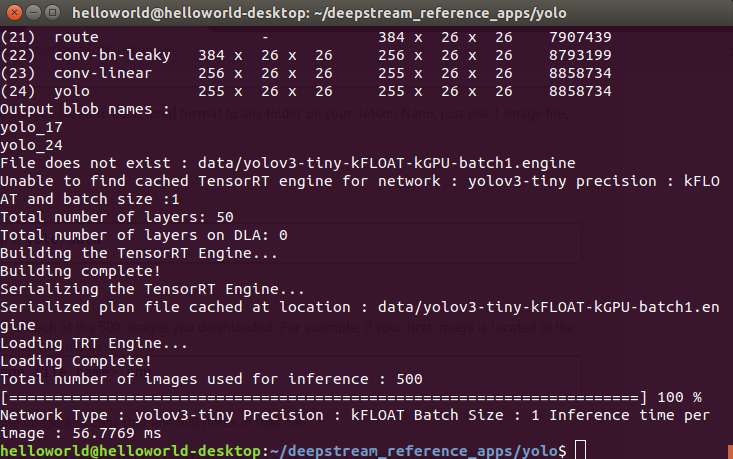 helloworld@helloworld-desktop: ~/deepstream_reference_apps/yolo
(21) route - 384 x 26 x 26 7907439
(22) conv-bn-leaky 384 x 26 x 26 256 x 26 x 26 8793199
(23) conv-linear 256 x 26 x 26 255 x 26 x 26 8858734
(24) yolo 255 x 26 x 26 255 x 26 x 26 8858734
Output blob names :
yolo_17
yolo_24
File does not exist : data/yolov3-tiny-kFLOAT-kGPU-batch1.engine
Unable to find cached TensorRT engine for network : yolov3-tiny precision : kFLO
AT and batch size :1
Total number of layers: 50
Total number of layers on DLA: 0
Building the TensorRT Engine...
Building complete!
Serializing the TensorRT Engine...
Serialized plan file cached at location : data/yolov3-tiny-kFLOAT-kGPU-batch1.en
gine
Loading TRT Engine...
Loading Complete!
Total number of images used for inference : 500
[======================================================================] 100 %
Network Type : yolov3-tiny Precision : kFLOAT Batch Size : 1 Inference time per
image : 56.7769 ms
helloworld@helloworld-desktop:~/deepstream_reference_apps/yolo$